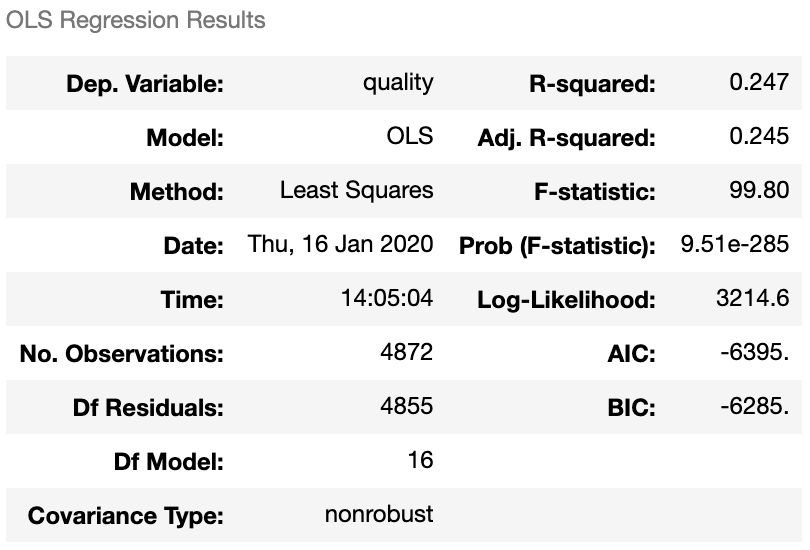 OLS Regression Results
Dep. Variable: quality R-squared: 0.247
Model: OLS Adj. R-squared: 0.245
Method: Least Squares F-statistic: 99.80
Date: Thu, 16 Jan 2020 Prob (F-statistic): 9.51e-285
Time: 14:05:04 Log-Likelihood: 3214.6
No. Observations: 4872 AIC: -6395.
Df Residuals: 4855 BIC: -6285.
Df Model: 16
Covariance Type: nonrobust